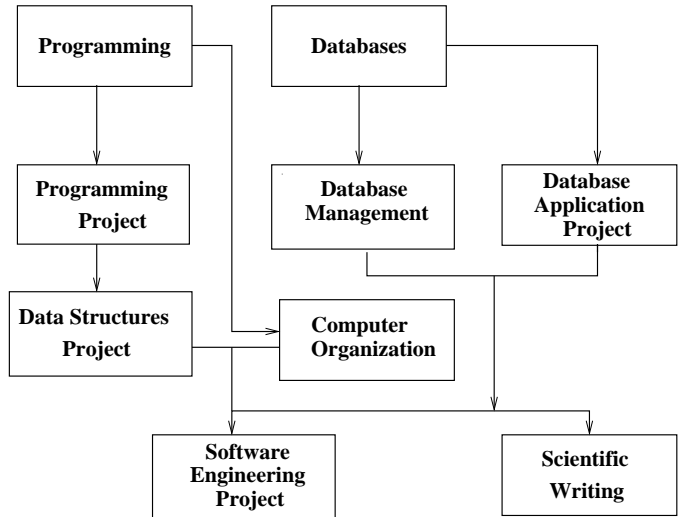 Programming
Databases
Programming
Project
Database
Management
Database
Application
Project
Data Structures
Project
Computer
Organization
Software
Engineering
Project
Scientific
Writing